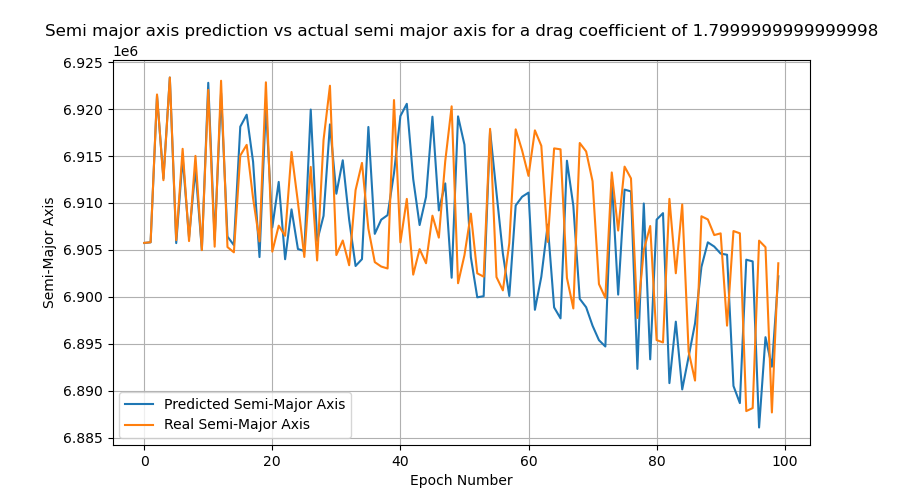 Semi major axis prediction vs actual semi major axis for a drag coefficient of 1.7999999999999998
1e6
6.925
6.920
6.915
6.910
6.905
6.900
6.895
6.890
6.885
Semi-Major Axis
Predicted Semi-Major Axis
Real Semi-Major Axis
0 20 40 60 80 100
Epoch Number